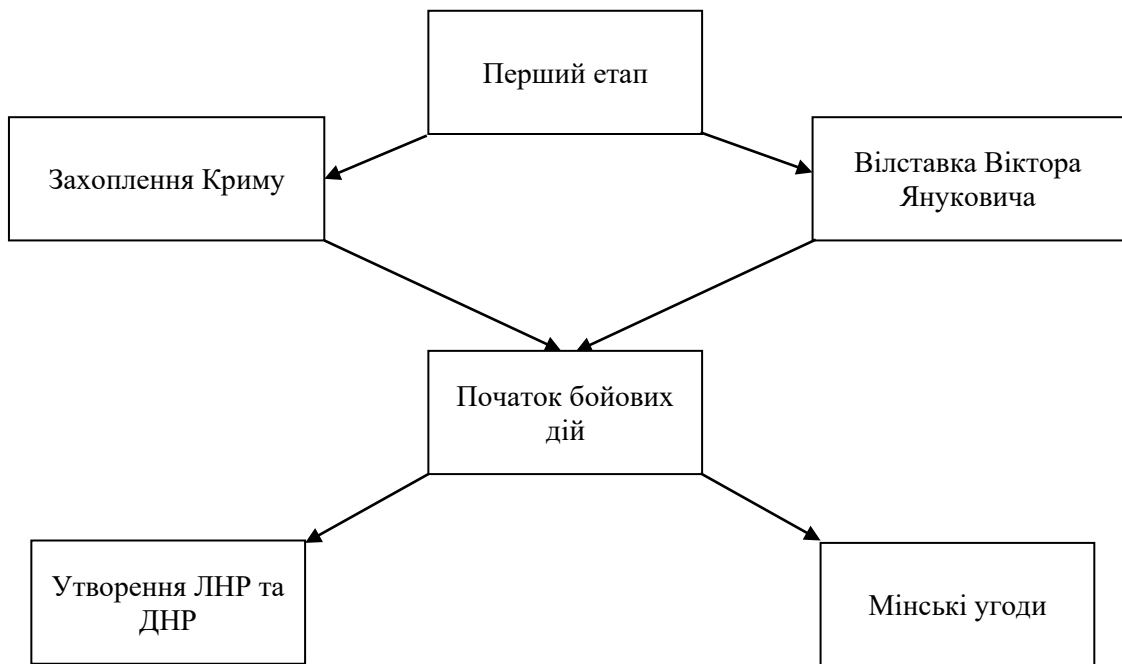 Перший етап
Захоплення Криму
Вілставка Віктора
Януковича
Початок бойових
дій
Утворення ЛНР та
ДНР
Мінські угоди